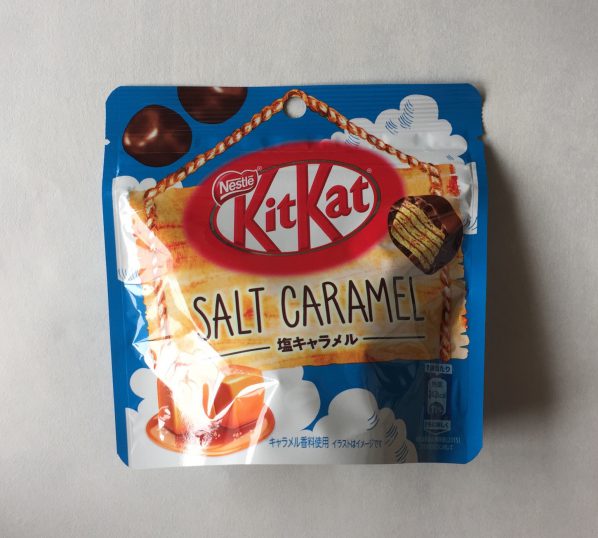 Nestlé
KitKat
SALT CARAMEL
塩キャラメル
キャラメル香料使用 イラストはイメージです